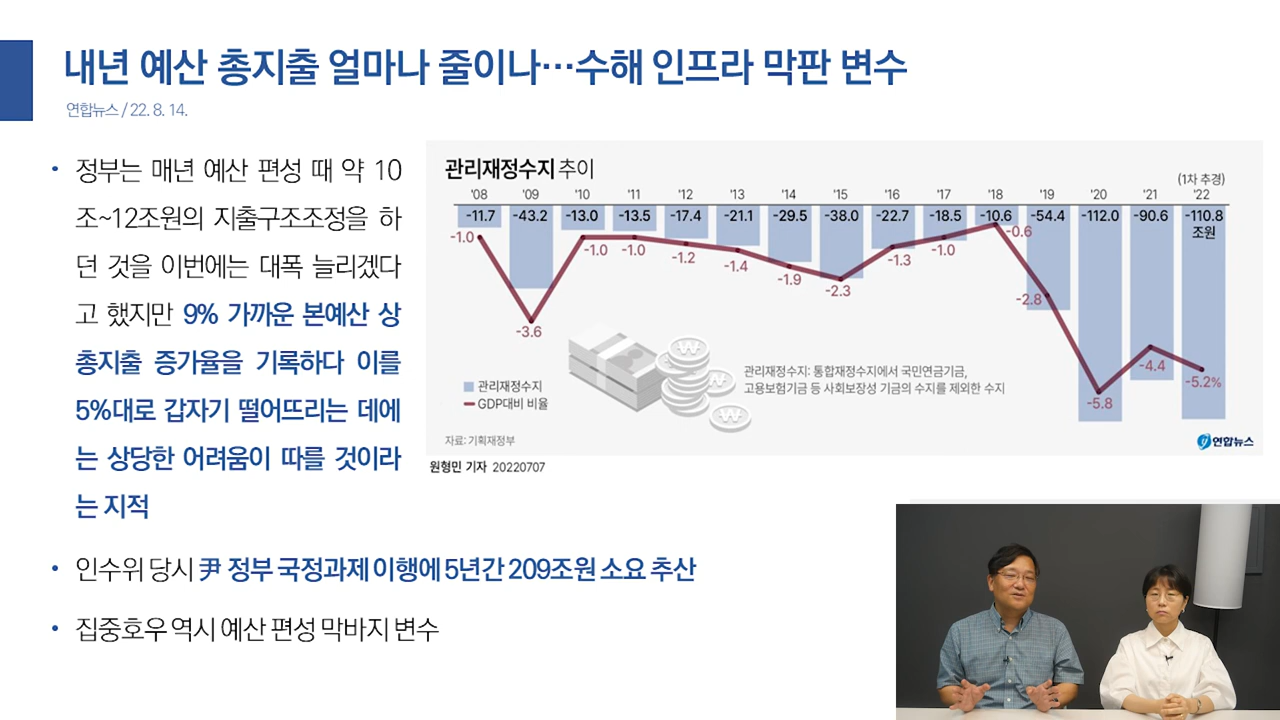 내년 예산 총지출 얼마나 줄이나…수해 인프라 막판 변수
연합뉴스 / 22. 8. 14.
• 정부는 매년 예산 편성 때 약 10
조~12조원의 지출구조조정을 하
던 것을 이번에는 대폭 늘리겠다
고 했지만 9% 가까운 본예산 상
총지출 증가율을 기록하다 이를
5%대로 갑자기 떨어뜨리는 데에
는 상당한 어려움이 따를 것이라
는 지적
• 인수위 당시 尹 정부 국정과제 이행에 5년간 209조원 소요 추산
• 집중호우 역시 예산 편성 막바지 변수
관리재정수지 추이
(1차 추경)
'08 '09 '10 '11 '12 '13 '14 '15 '16 '17 '18 '19 '20 '21 '22
-11.7 -43.2 -13.0 -13.5 -17.4 -21.1 -29.5 -38.0 -22.7 -18.5 -10.6 -54.4 -112.0 -90.6 -110.8
조원
-1.0 -3.6 -1.0 -1.0 -1.2 -1.4 -1.9 -2.3 -1.3 -1.0 -0.6 -2.8 -5.8 -4.4 -5.2%
관리재정수지
GDP대비 비율
관리재정수지: 통합재정수지에서 국민연금기금,
고용보험기금 등 사회보장성 기금의 수지를 제외한 수지
자료: 기획재정부
연합뉴스
원형민 기자 20220707